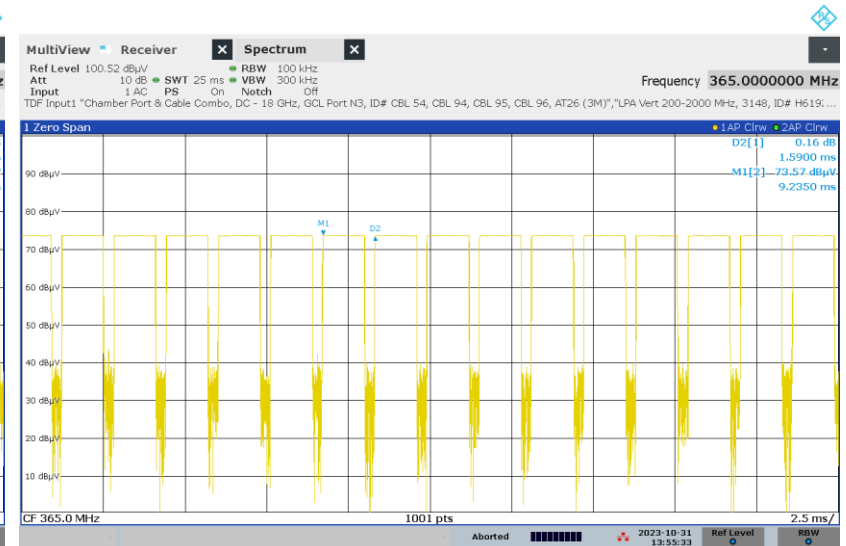 MultiView Receiver X Spectrum X
Ref Level 100.52 dBµV RBW 100 kHz
Att 10 dB SWT 25 ms VBW 300 kHz
Input 1 AC PS On Notch Off
Frequency 365.0000000 MHz
TDF Input1 "Chamber Port & Cable Combo, DC - 18 GHz, GCL Port N3, ID# CBL 54, CBL 94, CBL 95, CBL 96, AT26 (3M)","LPA Vert 200-2000 MHz, 3148, ID# H619: ...
1 Zero Span 1AP Clrw 2AP Clrw
D2[1] 0.16 dB
1.5900 ms
M1[2] 73.57 dBµV
9.2350 ms
90 dBµV
80 dBµV
M1
D2
70 dBµV
60 dBµV
50 dBµV
40 dBµV
30 dBµV
20 dBµV
10 dBµV
CF 365.0 MHz 1001 pts 2.5 ms/
Aborted 2023-10-31 Ref Level RBW
13:55:33